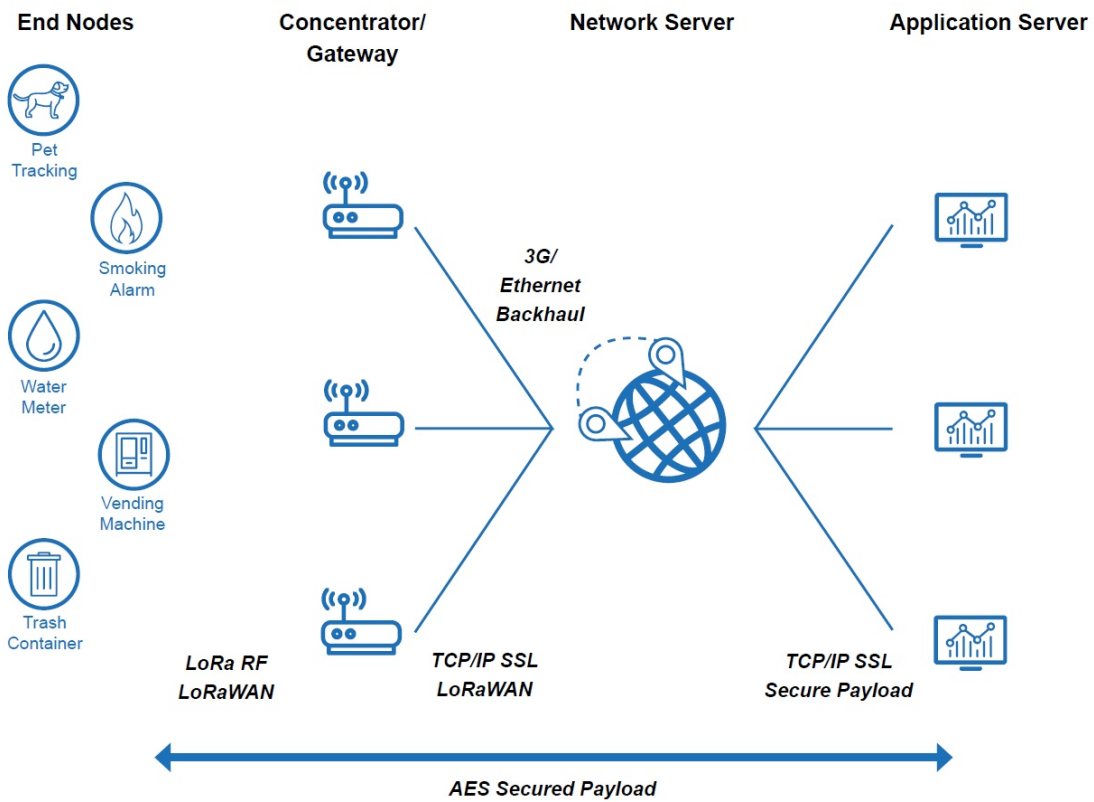 End Nodes
Concentrator/
Gateway
Network Server
Application Server
Pet
Tracking
Smoking
Alarm
Water
Meter
Vending
Machine
Trash
Container
3G/
Ethernet
Backhaul
LoRa RF
LoRaWAN
TCP/IP SSL
LoRaWAN
TCP/IP SSL
Secure Payload
AES Secured Payload